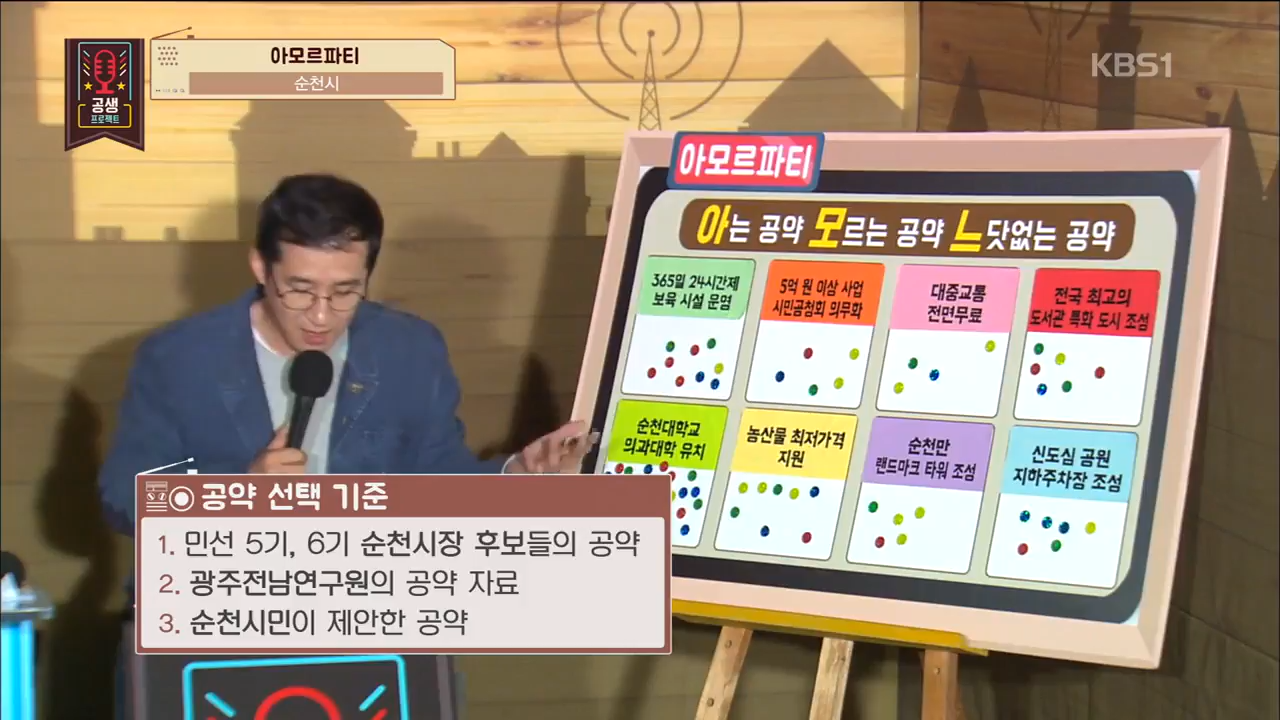 공생
프로젝트
아모르파티
순천시
KBS1
아모르파티
아는 공약 모르는 공약 느닷없는 공약
365일 24시간제
보육 시설 운영
5억 원 이상 사업
시민공청회 의무화
대중교통
전면무료
전국 최고의
도서관 특화 도시 조성
순천대학교
의과대학 유치
농산물 최저가격
지원
순천만
랜드마크 타워 조성
신도심 공원
지하주차장 조성
공약 선택 기준
1. 민선 5기, 6기 순천시장 후보들의 공약
2. 광주전남연구원의 공약 자료
3. 순천시민이 제안한 공약